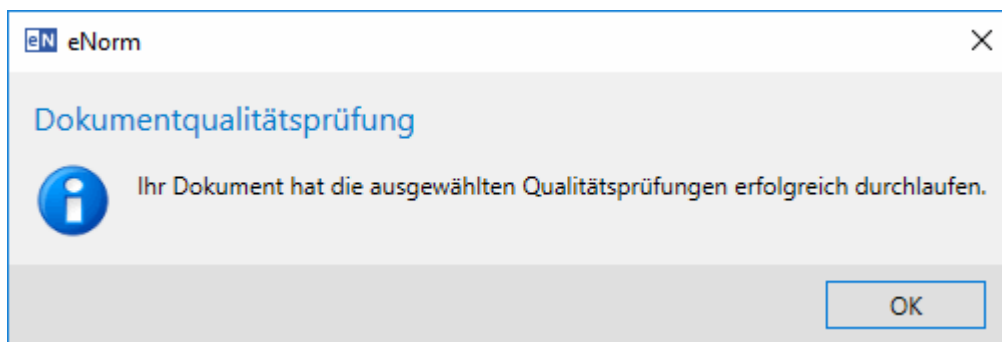 eN eNorm
Dokumentqualitätsprüfung
Ihr Dokument hat die ausgewählten Qualitätsprüfungen erfolgreich durchlaufen.
OK